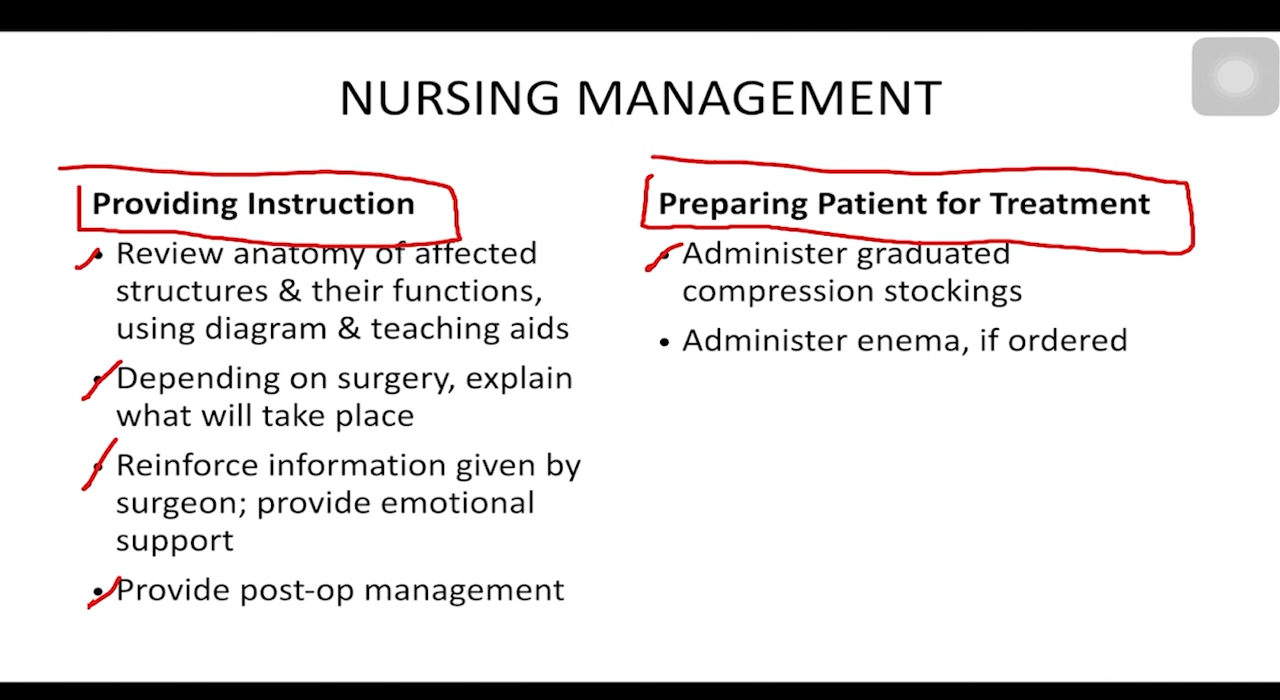 NURSING MANAGEMENT
Providing Instruction
• Review anatomy of affected
structures & their functions,
using diagram & teaching aids
• Depending on surgery, explain
what will take place
• Reinforce information given by
surgeon; provide emotional
support
• Provide post-op management
Preparing Patient for Treatment
• Administer graduated
compression stockings
• Administer enema, if ordered